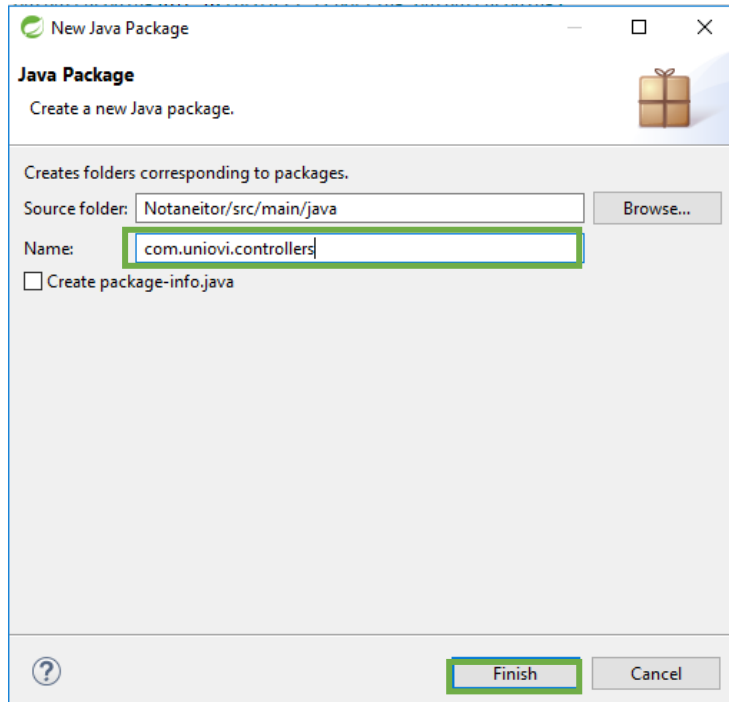 New Java Package
Java Package
Create a new Java package.
Creates folders corresponding to packages.
Source folder: Notaneitor/src/main/java Browse...
Name: com.uniovi.controllers
Create package-info.java
? Finish Cancel